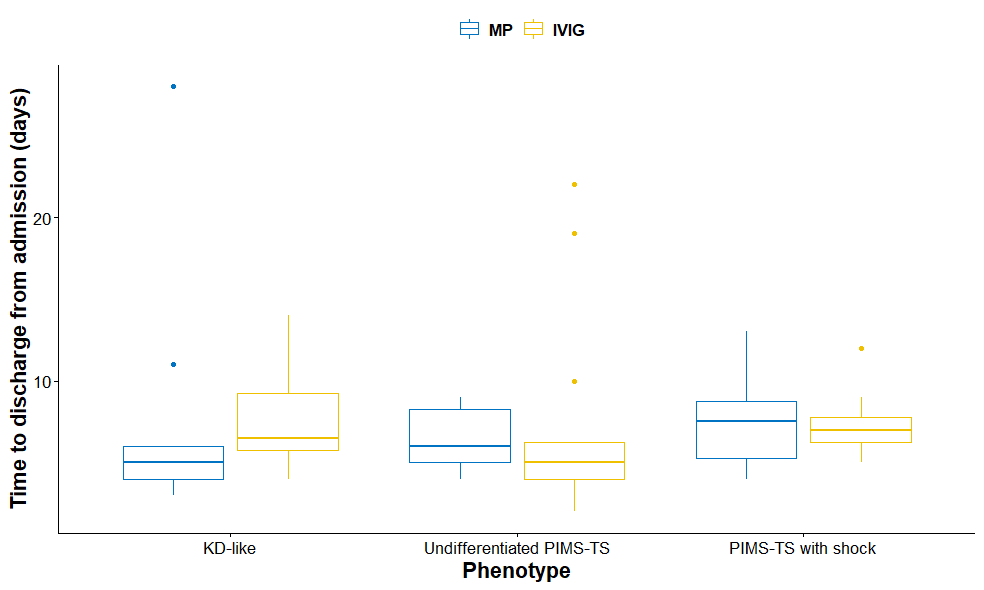 MP IVIG
Time to discharge from admission (days)
20
10
KD-like Undifferentiated PIMS-TS PIMS-TS with shock
Phenotype